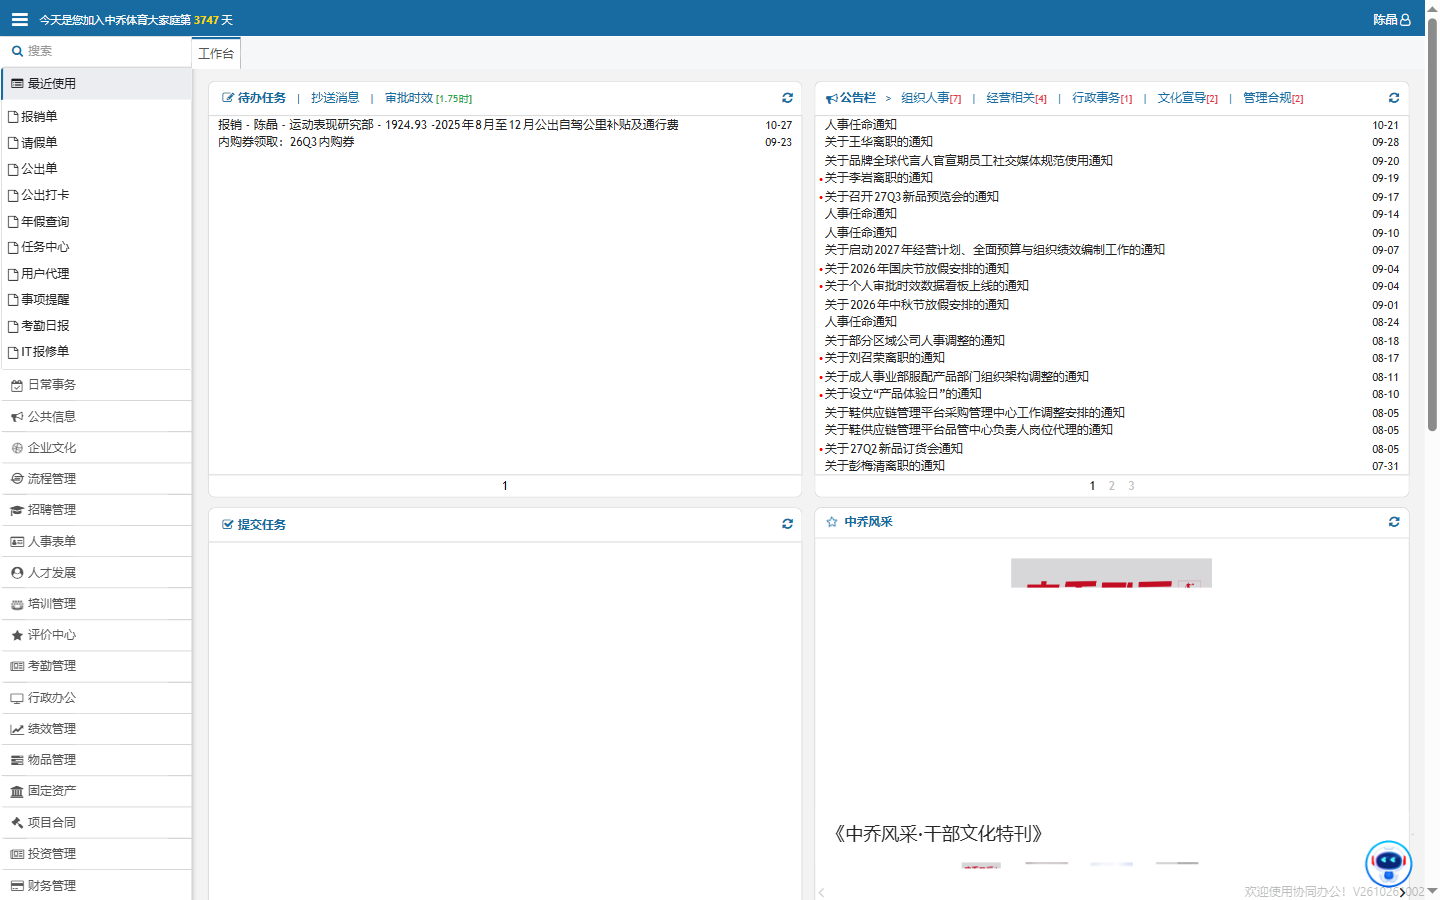 今天是您加入中乔体育大家庭第 3747 天
陈晶
搜索
工作台
最近使用
报销单
请假单
公出单
公出打卡
年假查询
任务中心
用户代理
事项提醒
考勤日报
IT报修单
日常事务
公共信息
企业文化
流程管理
招聘管理
人事表单
人才发展
培训管理
评价中心
考勤管理
行政办公
绩效管理
物品管理
固定资产
项目合同
投资管理
财务管理
待办任务 | 抄送消息 | 审批时效 [1.75时]
报销 - 陈晶 - 运动表现研究部 - 1924.93 -2025年8月至12月公出自驾公里补贴及通行费 10-27
内购券领取：26Q3内购券 09-23
1
公告栏 > 组织人事[7] | 经营相关[4] | 行政事务[1] | 文化宣导[2] | 管理合规[2]
人事任命通知 10-21
关于王华离职的通知 09-28
关于品牌全球代言人官宣期员工社交媒体规范使用通知 09-20
关于李岩离职的通知 09-19
关于召开27Q3新品预览会的通知 09-17
人事任命通知 09-14
人事任命通知 09-10
关于启动2027年经营计划、全面预算与组织绩效编制工作的通知 09-07
关于2026年国庆节放假安排的通知 09-04
关于个人审批时效数据看板上线的通知 09-04
关于2026年中秋节放假安排的通知 09-01
人事任命通知 08-24
关于部分区域公司人事调整的通知 08-18
关于刘召荣离职的通知 08-17
关于成人事业部服配产品部门组织架构调整的通知 08-11
关于设立“产品体验日”的通知 08-10
关于鞋供应链管理平台采购管理中心工作调整安排的通知 08-05
关于鞋供应链管理平台品管中心负责人岗位代理的通知 08-05
关于27Q2新品订货会通知 08-05
关于彭梅清离职的通知 07-31
1 2 3
提交任务
中乔风采
《中乔风采·干部文化特刊》
欢迎使用协同办公！